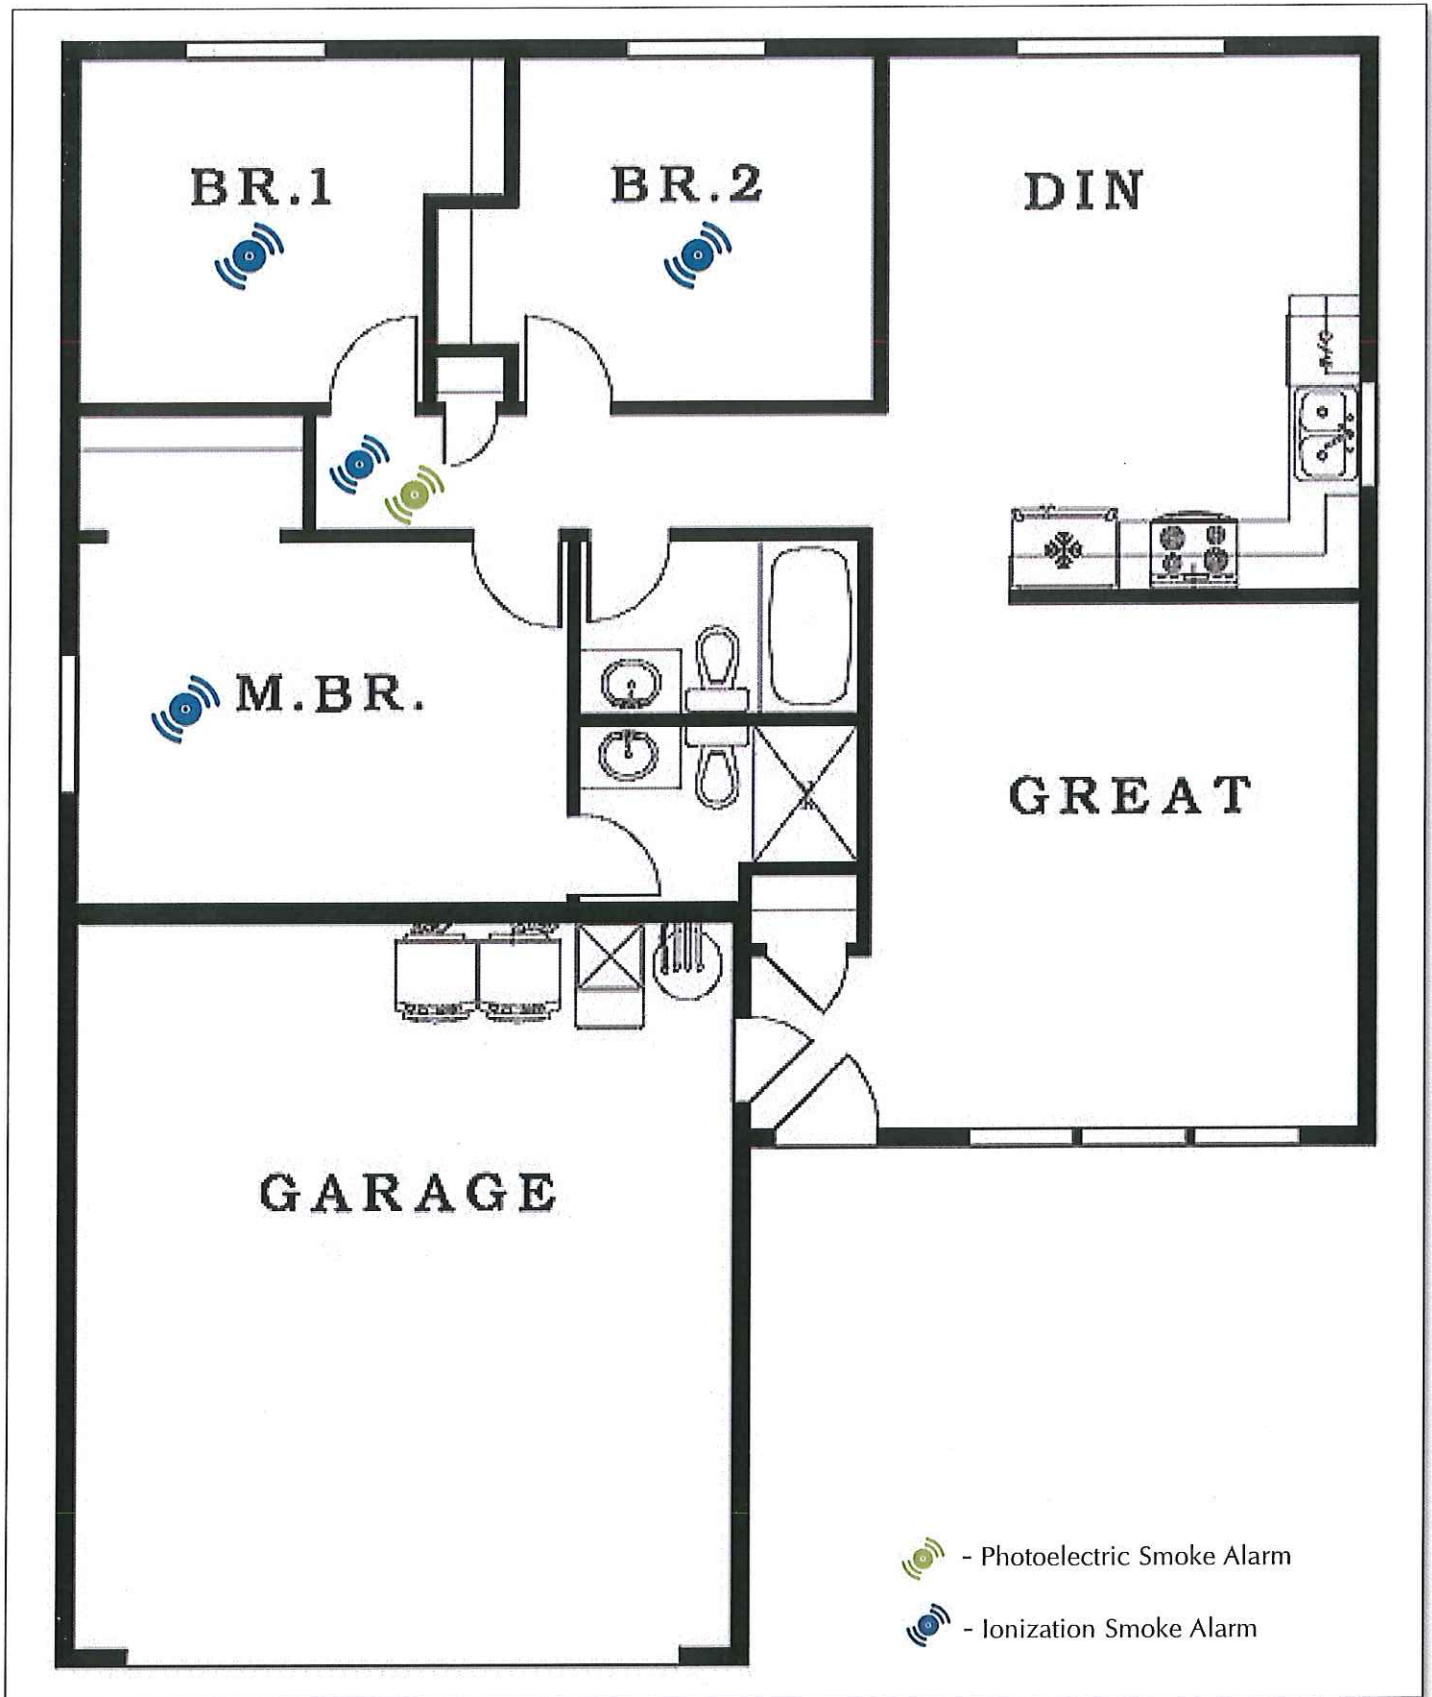 BR.1
BR.2
DIN
M.BR.
GREAT
GARAGE
- Photoelectric Smoke Alarm
- Ionization Smoke Alarm